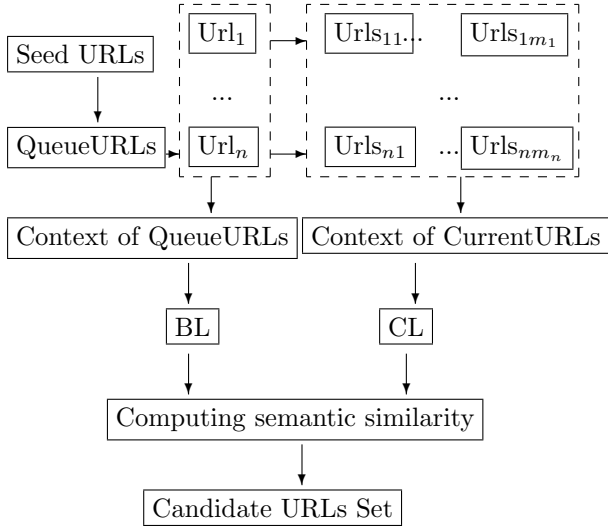 Url₁ Urls₁₁... Urls₁ₘ₁
Seed URLs
... ...
QueueURLs Urlₙ Urlsₙ₁ ... Urlsₙₘₙ
Context of QueueURLs Context of CurrentURLs
BL CL
Computing semantic similarity
Candidate URLs Set